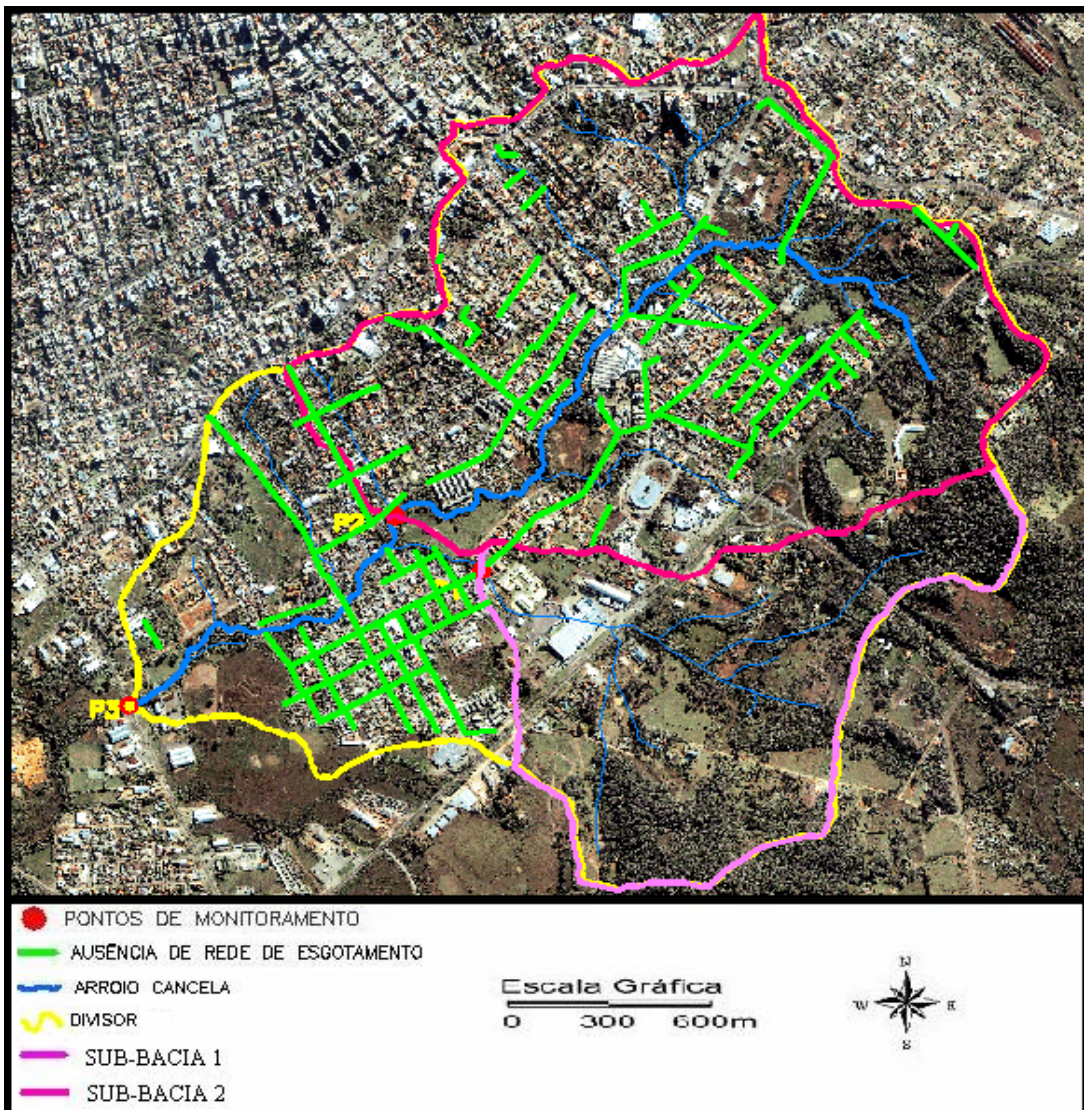 P2
P3
PONTOS DE MONITORAMENTO
AUSÊNCIA DE REDE DE ESGOTAMENTO
ARROIO CANCELA
DIVISOR
SUB-BACIA 1
SUB-BACIA 2
Escala Gráfica
0 300 600m
N
W E
S